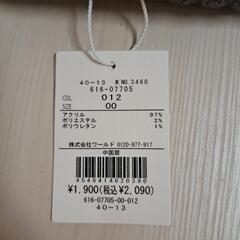 40-13 M.NO.3460
616-07705
COL. 012
SIZE 00
アクリル 97%
ポリエステル 2%
ポリウレタン 1%
株式会社ワールド 0120-977-917
中国製
4548414020390
¥1,900(税込¥2,090)
616-07705-00-012
40-13